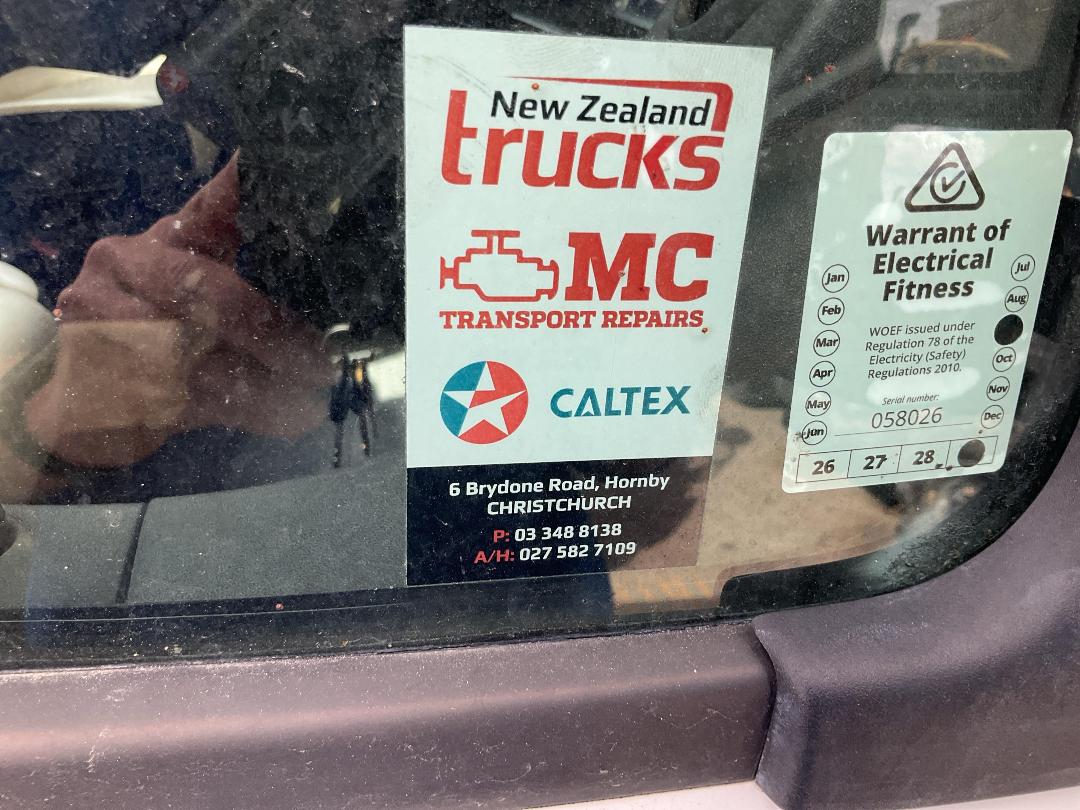 New Zealand
trucks
MC
TRANSPORT REPAIRS
CALTEX
6 Brydone Road, Hornby
CHRISTCHURCH
P: 03 348 8138
A/H: 027 582 7109
Warrant of
Electrical
Fitness
WOEF issued under
Regulation 78 of the
Electricity (Safety)
Regulations 2010.
Serial number:
058026
Jan
Feb
Mar
Apr
May
Jun
Jul
Aug
Oct
Nov
Dec
26 27 28